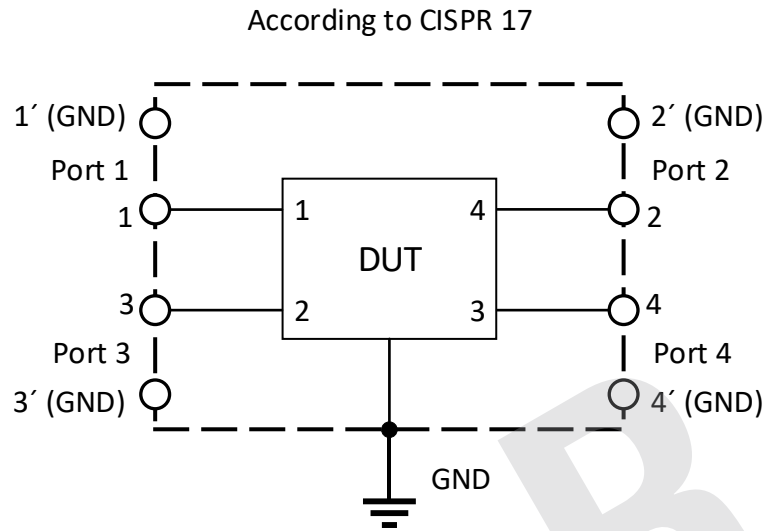 According to CISPR 17
1´ (GND) 2´ (GND)
Port 1 Port 2
1 1 4 2
DUT
3 2 3 4
Port 3 Port 4
3´ (GND) 4´ (GND)
GND